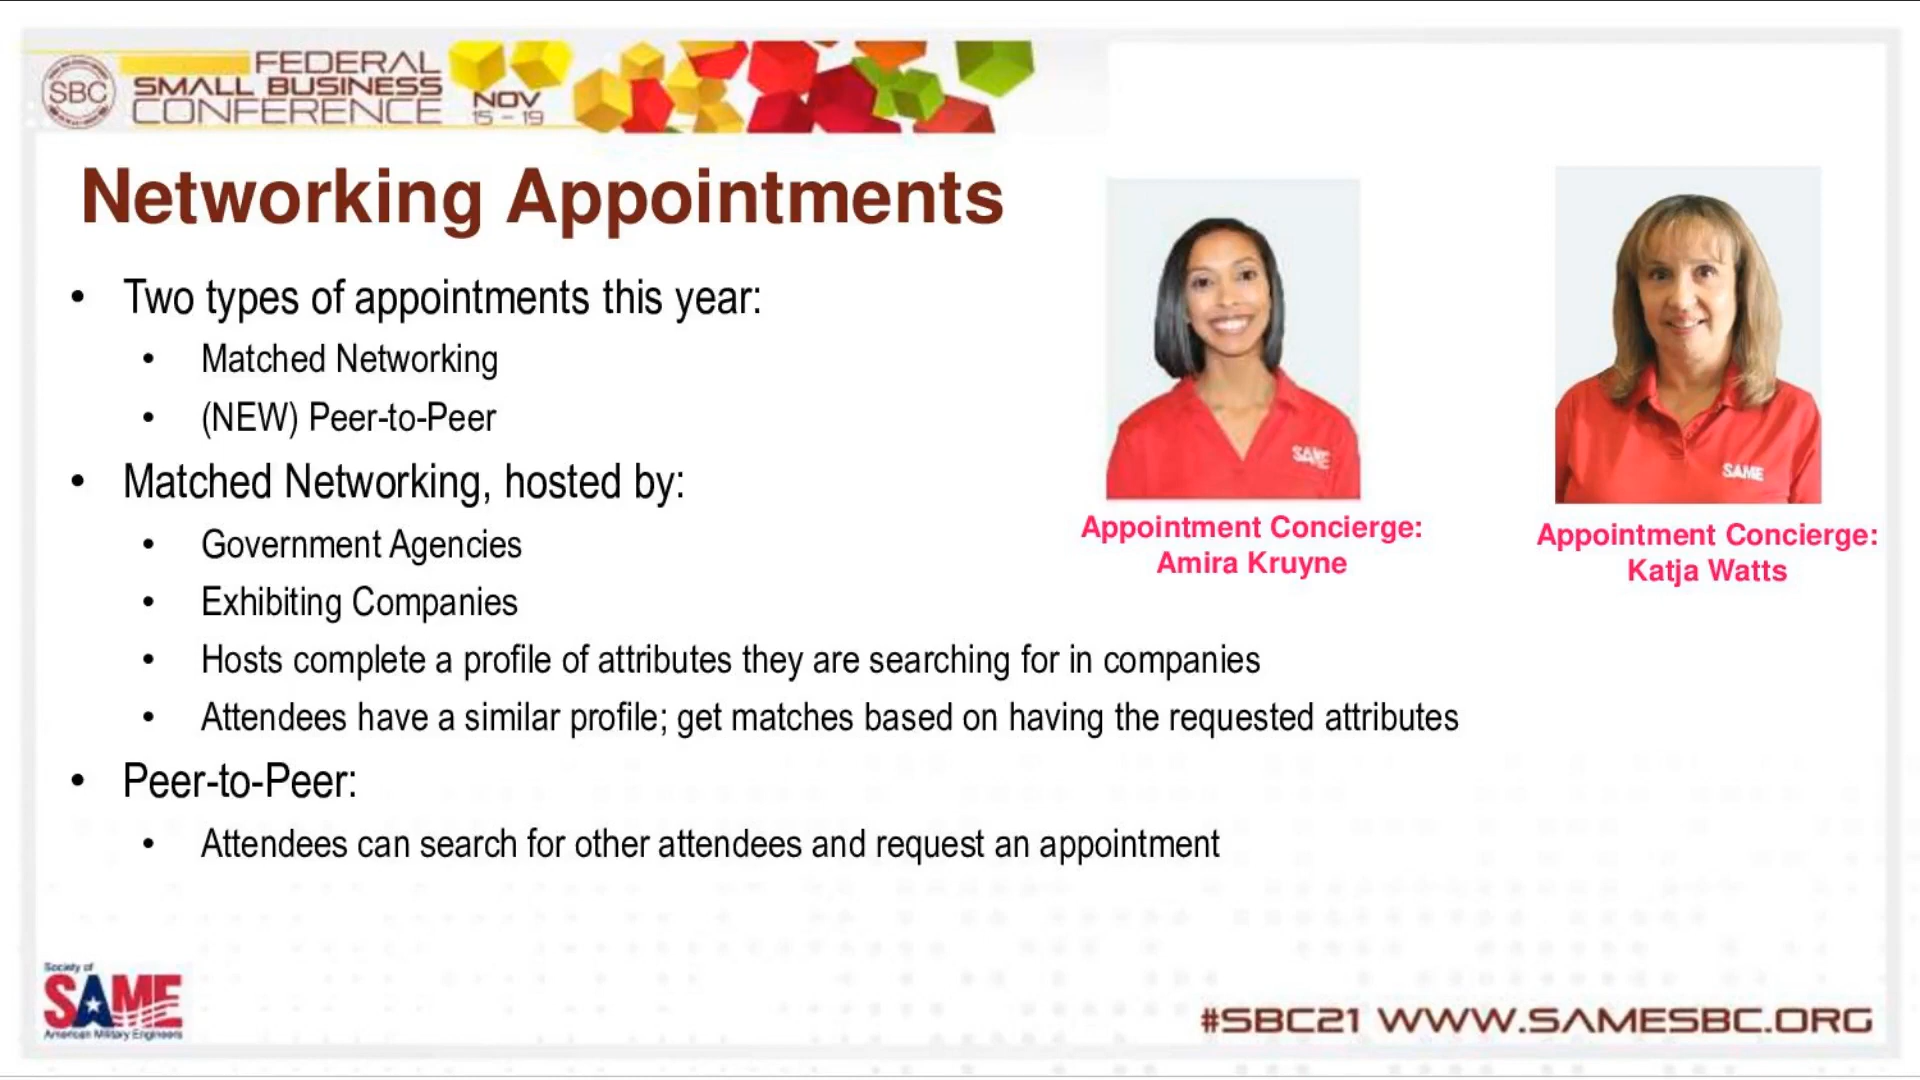 SBC
FEDERAL
SMALL BUSINESS
CONFERENCE
NOV
15 – 19
Networking Appointments
• Two types of appointments this year:
• Matched Networking
• (NEW) Peer-to-Peer
• Matched Networking, hosted by:
• Government Agencies
• Exhibiting Companies
• Hosts complete a profile of attributes they are searching for in companies
• Attendees have a similar profile; get matches based on having the requested attributes
• Peer-to-Peer:
• Attendees can search for other attendees and request an appointment
SAME
Appointment Concierge:
Amira Kruyne
SAME
Appointment Concierge:
Katja Watts
Society of
SAME
American Military Engineers
#SBC21 WWW.SAMESBC.ORG